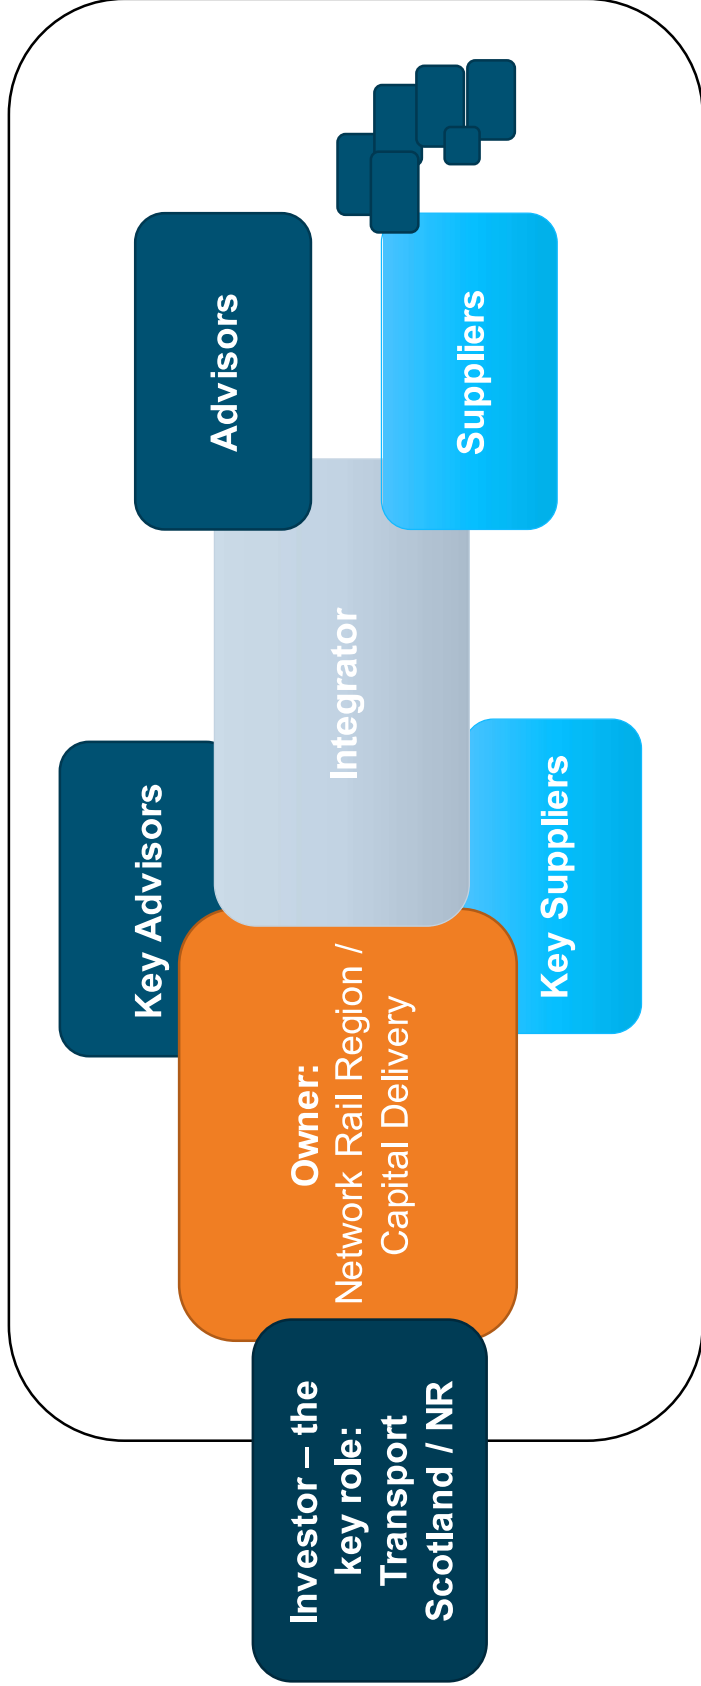 Investor – the
key role:
Transport
Scotland / NR
Owner:
Network Rail Region /
Capital Delivery
Key Advisors
Key Suppliers
Integrator
Advisors
Suppliers